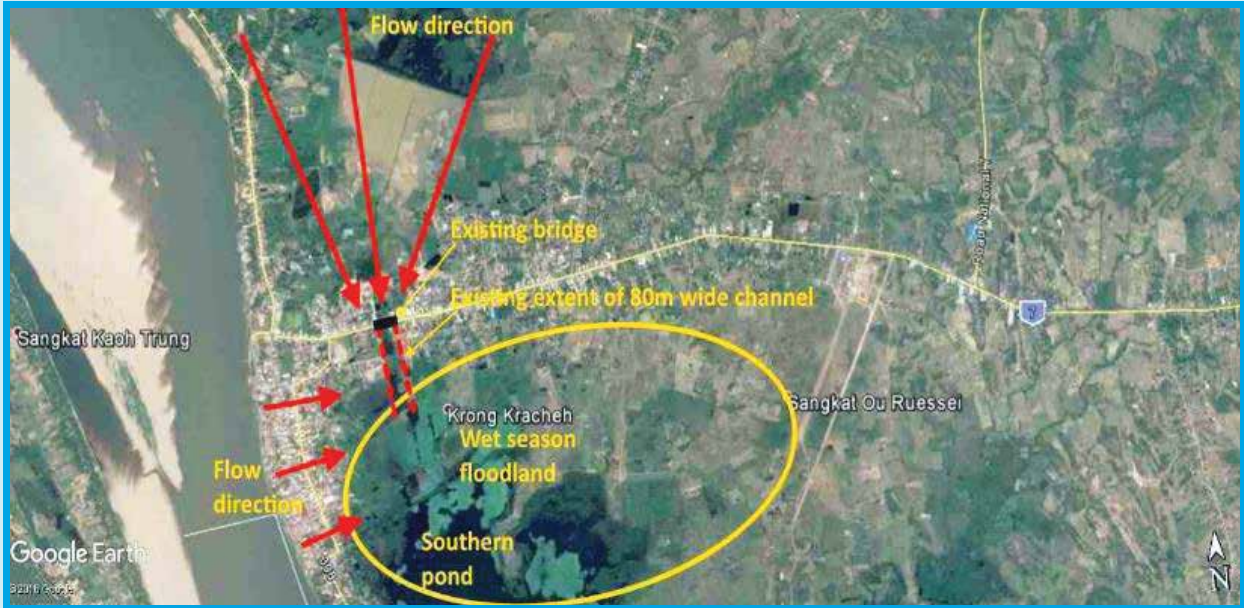 Flow direction
Existing bridge
Existing extent of 80m wide channel
Sangkat Kaoh Trung
7
Krong Kracheh
Sangkat Ou Ruessei
Wet season
floodland
Flow
direction
Southern
pond
Google Earth
N